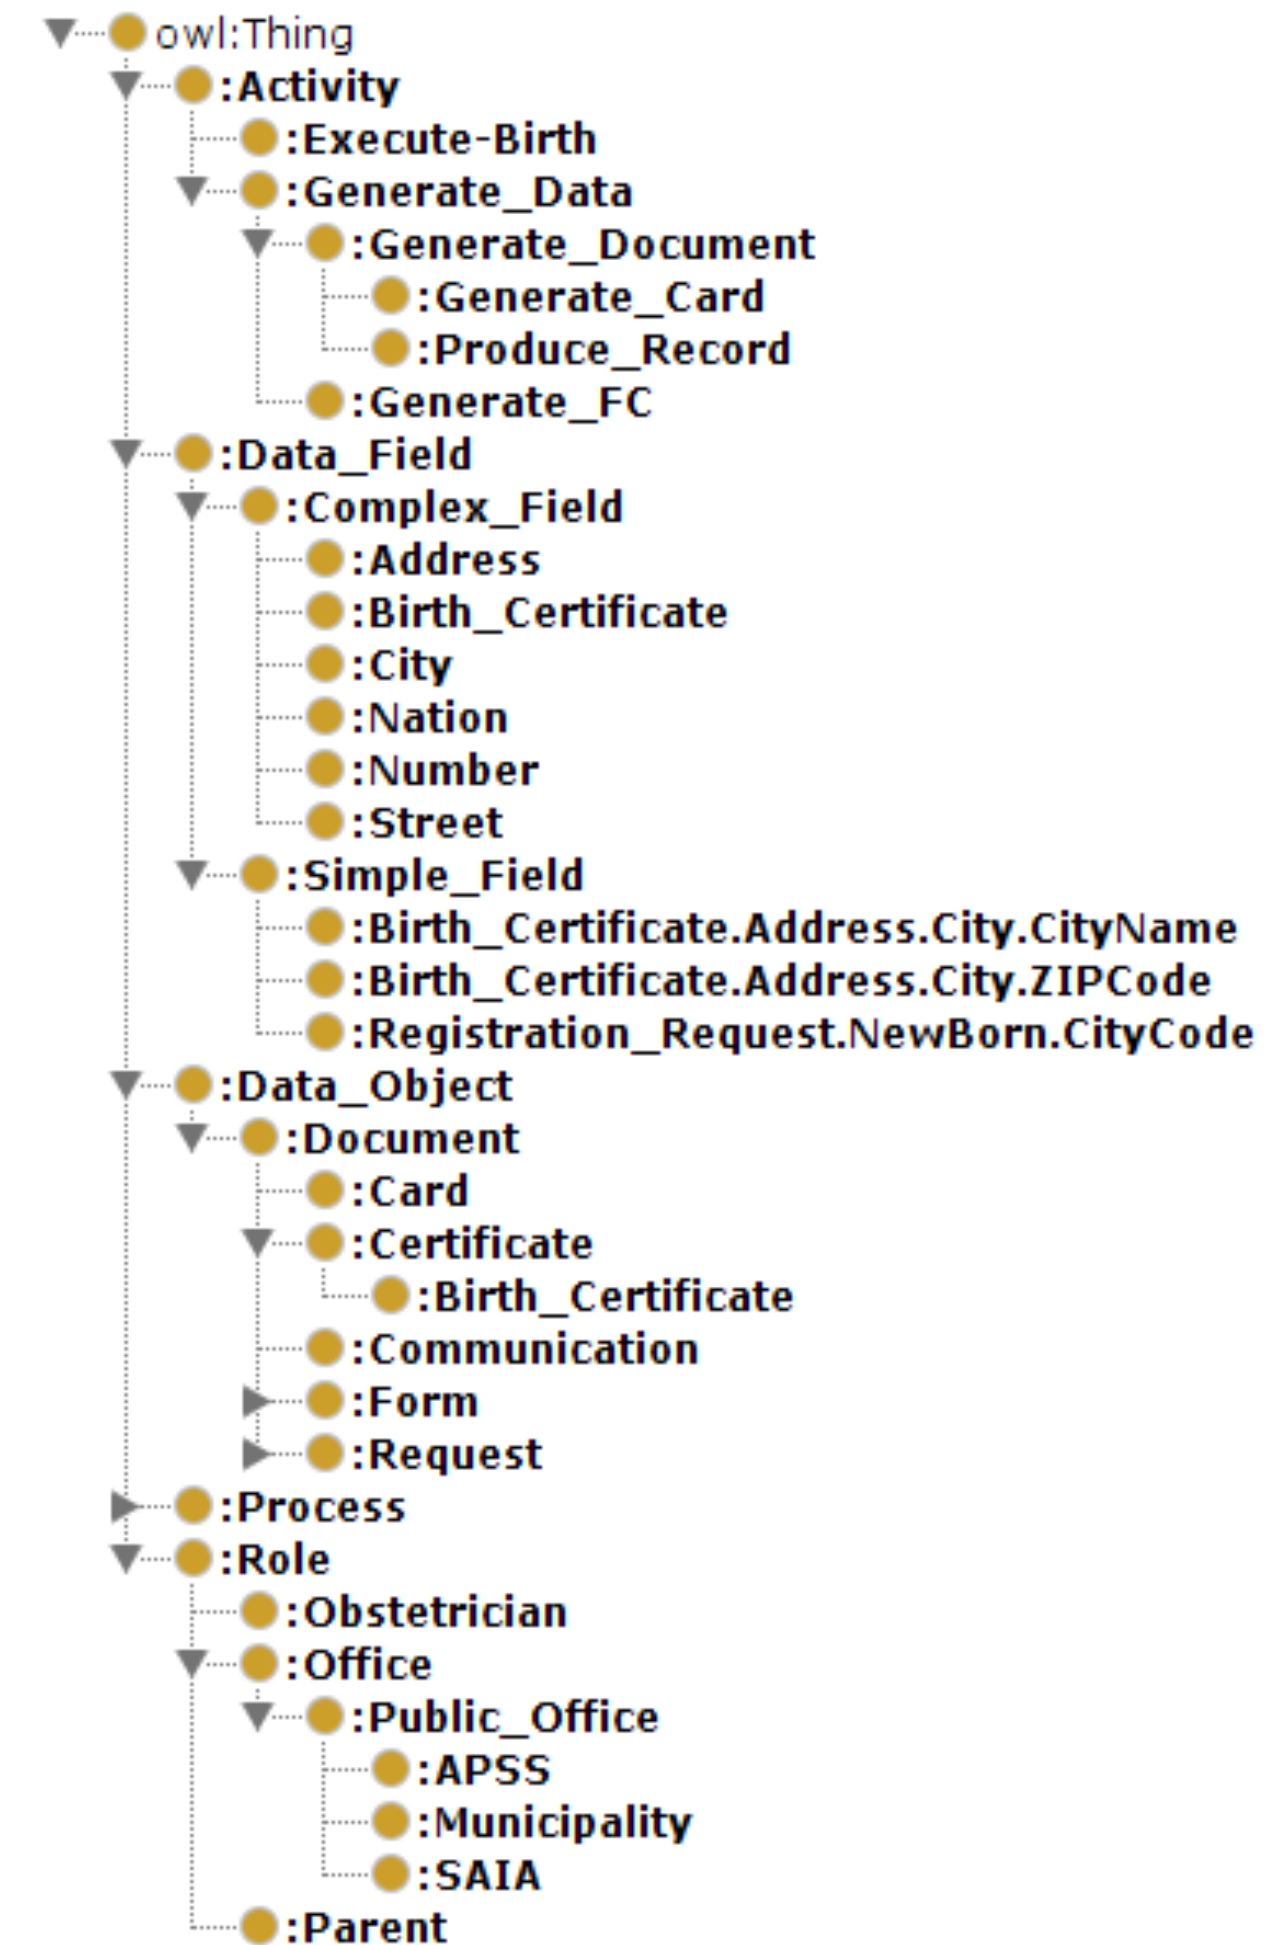 owl:Thing
:Activity
:Execute-Birth
:Generate_Data
:Generate_Document
:Generate_Card
:Produce_Record
:Generate_FC
:Data_Field
:Complex_Field
:Address
:Birth_Certificate
:City
:Nation
:Number
:Street
:Simple_Field
:Birth_Certificate.Address.City.CityName
:Birth_Certificate.Address.City.ZIPCode
:Registration_Request.NewBorn.CityCode
:Data_Object
:Document
:Card
:Certificate
:Birth_Certificate
:Communication
:Form
:Request
:Process
:Role
:Obstetrician
:Office
:Public_Office
:APSS
:Municipality
:SAIA
:Parent